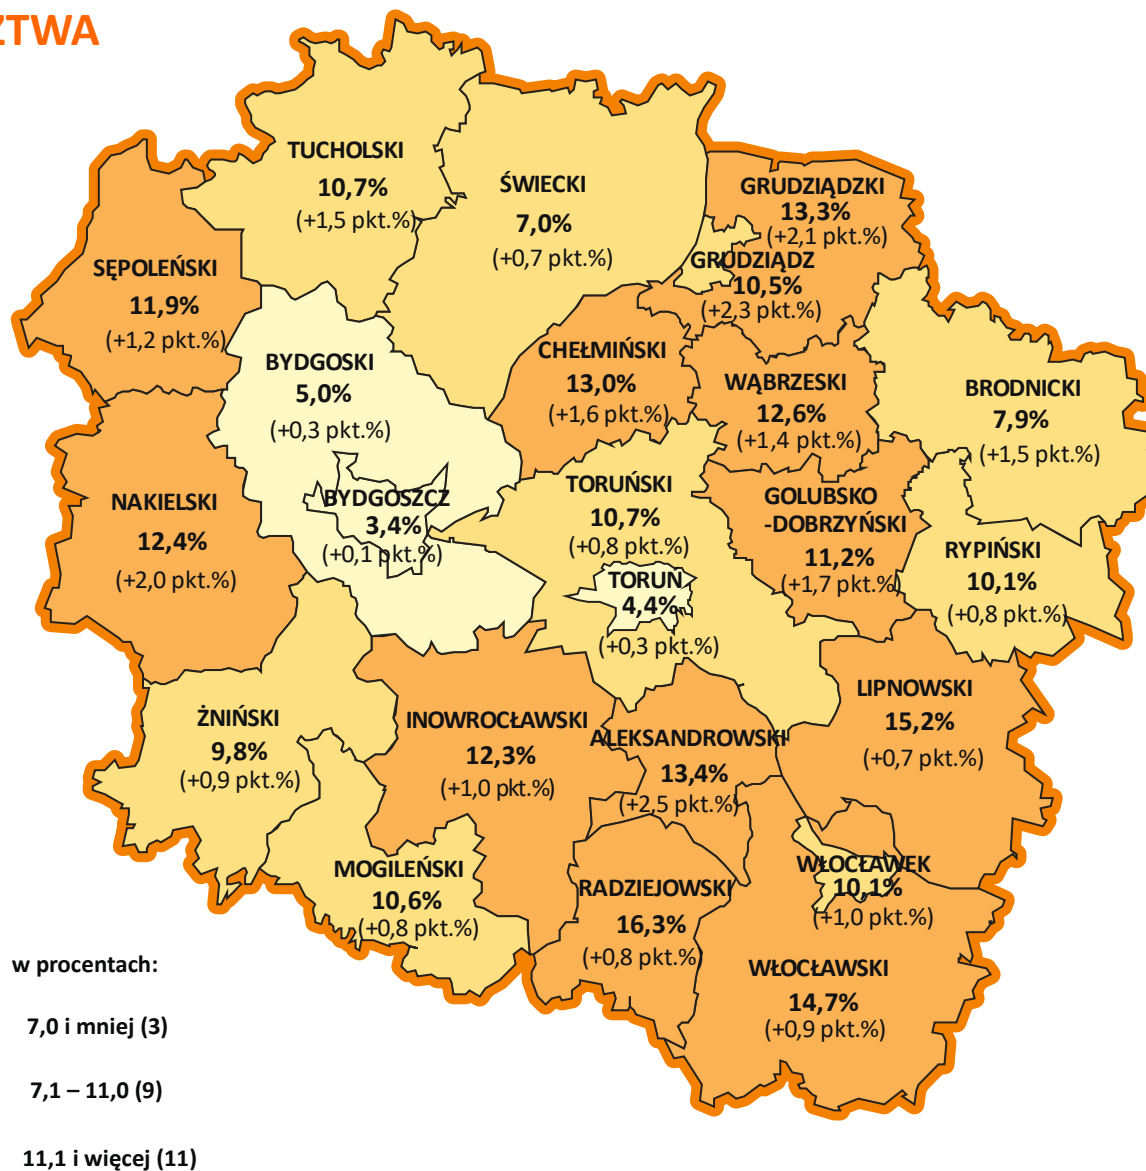 ZTWA
TUCHOLSKI
10,7%
(+1,5 pkt.%)
ŚWIECKI
7,0%
(+0,7 pkt.%)
GRUDZIĄDZKI
13,3%
(+2,1 pkt.%)
GRUDZIĄDZ
10,5%
(+2,3 pkt.%)
SĘPOLEŃSKI
11,9%
(+1,2 pkt.%)
BYDGOSKI
5,0%
(+0,3 pkt.%)
CHEŁMIŃSKI
13,0%
(+1,6 pkt.%)
WĄBRZESKI
12,6%
(+1,4 pkt.%)
BRODNICKI
7,9%
(+1,5 pkt.%)
NAKIELSKI
12,4%
(+2,0 pkt.%)
BYDGOSZCZ
3,4%
(+0,1 pkt.%)
TORUŃSKI
10,7%
(+0,8 pkt.%)
GOLUBSKO
-DOBRZYŃSKI
11,2%
(+1,7 pkt.%)
RYPIŃSKI
10,1%
(+0,8 pkt.%)
TORUŃ
4,4%
(+0,3 pkt.%)
ŻNIŃSKI
9,8%
(+0,9 pkt.%)
INOWROCŁAWSKI
12,3%
(+1,0 pkt.%)
ALEKSANDROWSKI
13,4%
(+2,5 pkt.%)
LIPNOWSKI
15,2%
(+0,7 pkt.%)
MOGILEŃSKI
10,6%
(+0,8 pkt.%)
RADZIEJOWSKI
16,3%
(+0,8 pkt.%)
WŁOCŁAWEK
10,1%
(+1,0 pkt.%)
WŁOCŁAWSKI
14,7%
(+0,9 pkt.%)
w procentach:
7,0 i mniej (3)
7,1 – 11,0 (9)
11,1 i więcej (11)